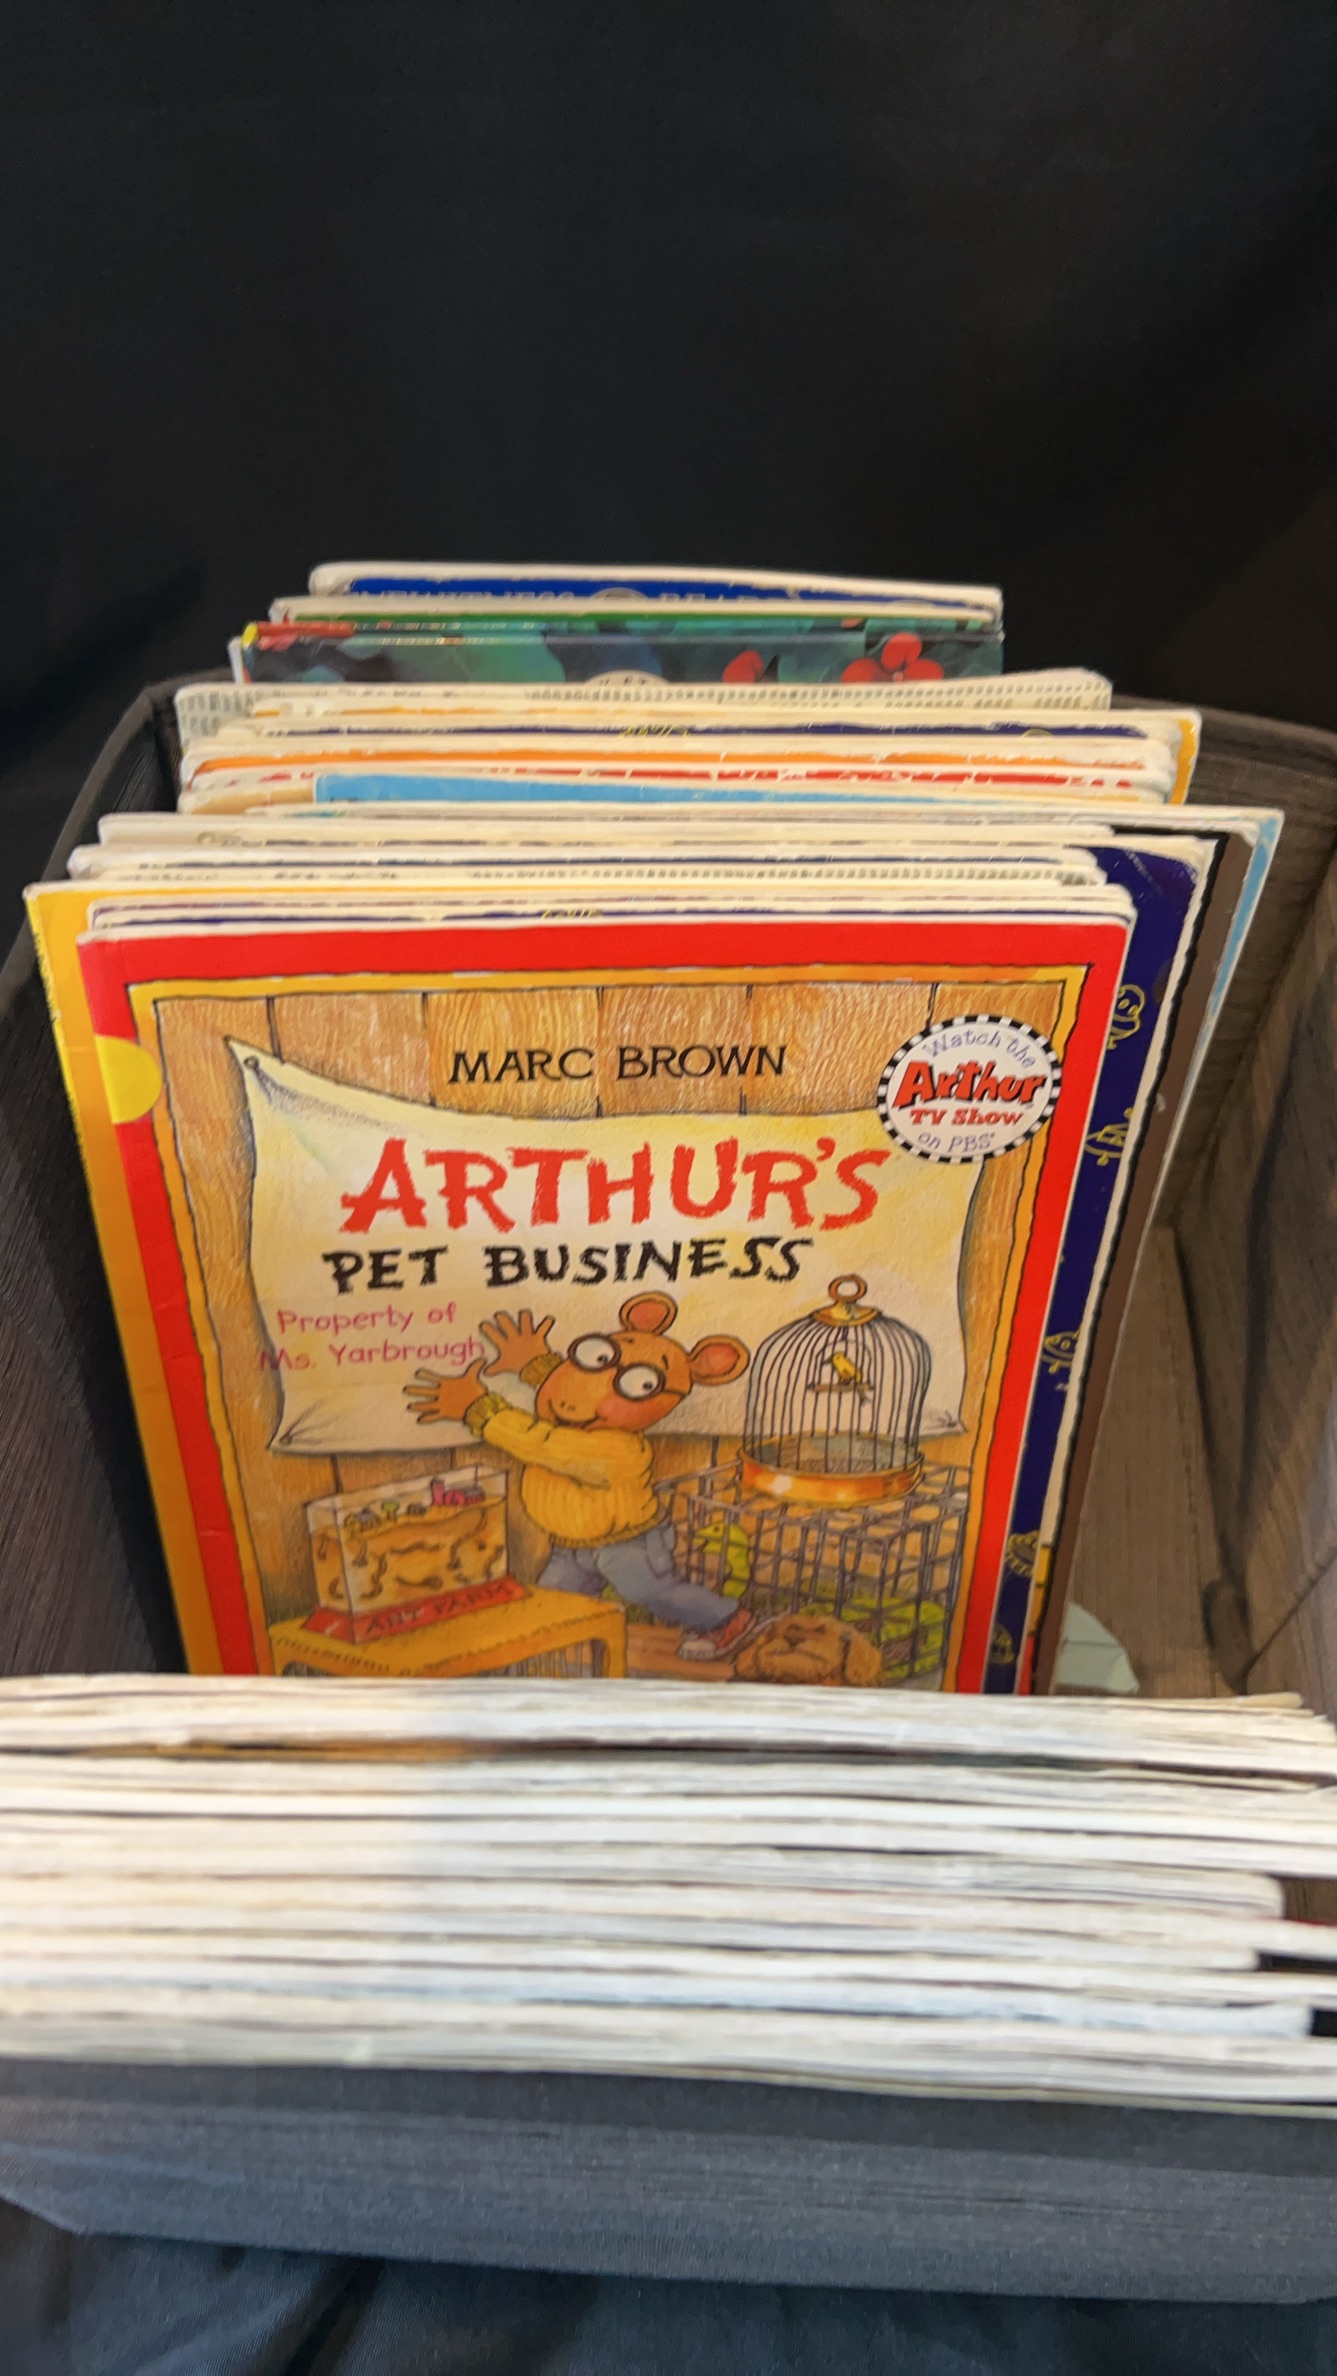 MARC BROWN
Watch the
Arthur
TV Show
on PBS
ARTHUR'S
PET BUSINESS
Property of
Ms. Yarbrough
ANT FARM